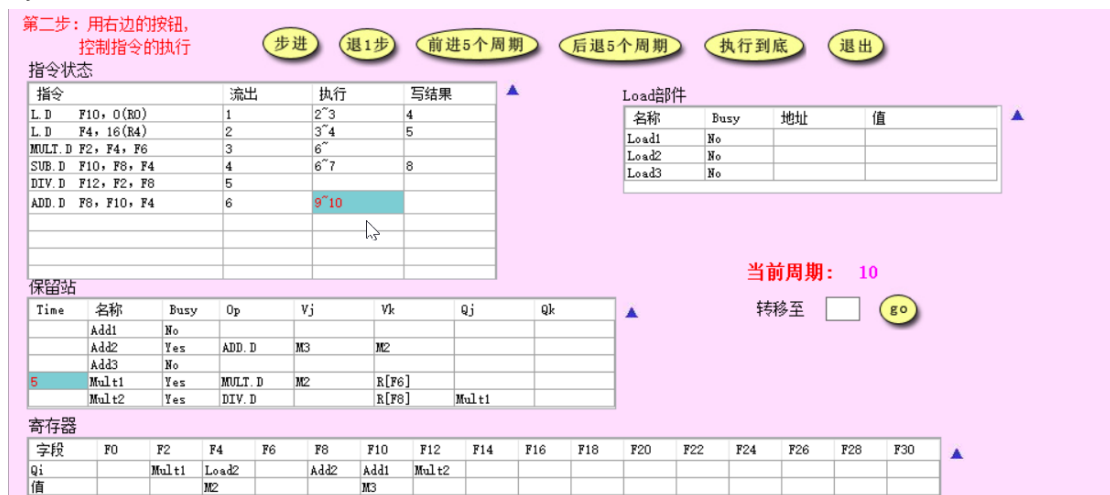 第二步：用右边的按钮，
控制指令的执行
步进 退1步 前进5个周期 后退5个周期 执行到底 退出
指令状态
指令 流出 执行 写结果
L.D F10，0(R0) 1 2~3 4
L.D F4，16(R4) 2 3~4 5
MULT.D F2，F4，F6 3 6~
SUB.D F10，F8，F4 4 6~7 8
DIV.D F12，F2，F8 5
ADD.D F8，F10，F4 6 9~10
Load部件
名称 Busy 地址 值
Load1 No
Load2 No
Load3 No
当前周期： 10
转移至 go
保留站
Time 名称 Busy Op Vj Vk Qj Qk
Add1 No
Add2 Yes ADD.D M3 M2
Add3 No
5 Mult1 Yes MULT.D M2 R[F6]
Mult2 Yes DIV.D R[F8] Mult1
寄存器
字段 F0 F2 F4 F6 F8 F10 F12 F14 F16 F18 F20 F22 F24 F26 F28 F30
Qi Mult1 Load2 Add2 Add1 Mult2
值 M2 M3